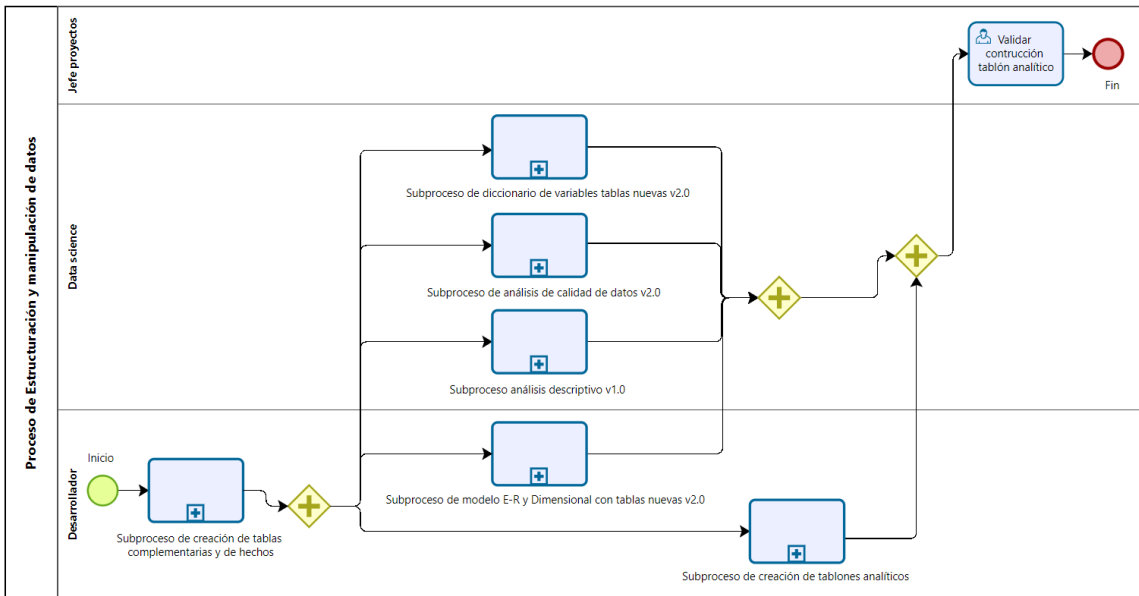 Proceso de Estructuración y manipulación de datos
Jefe proyectos
Validar
contrucción
tablón analítico
Fin
Data science
Subproceso de diccionario de variables tablas nuevas v2.0
Subproceso de análisis de calidad de datos v2.0
Subproceso análisis descriptivo v1.0
Desarrollador
Inicio
Subproceso de creación de tablas
complementarias y de hechos
Subproceso de modelo E-R y Dimensional con tablas nuevas v2.0
Subproceso de creación de tablones analíticos